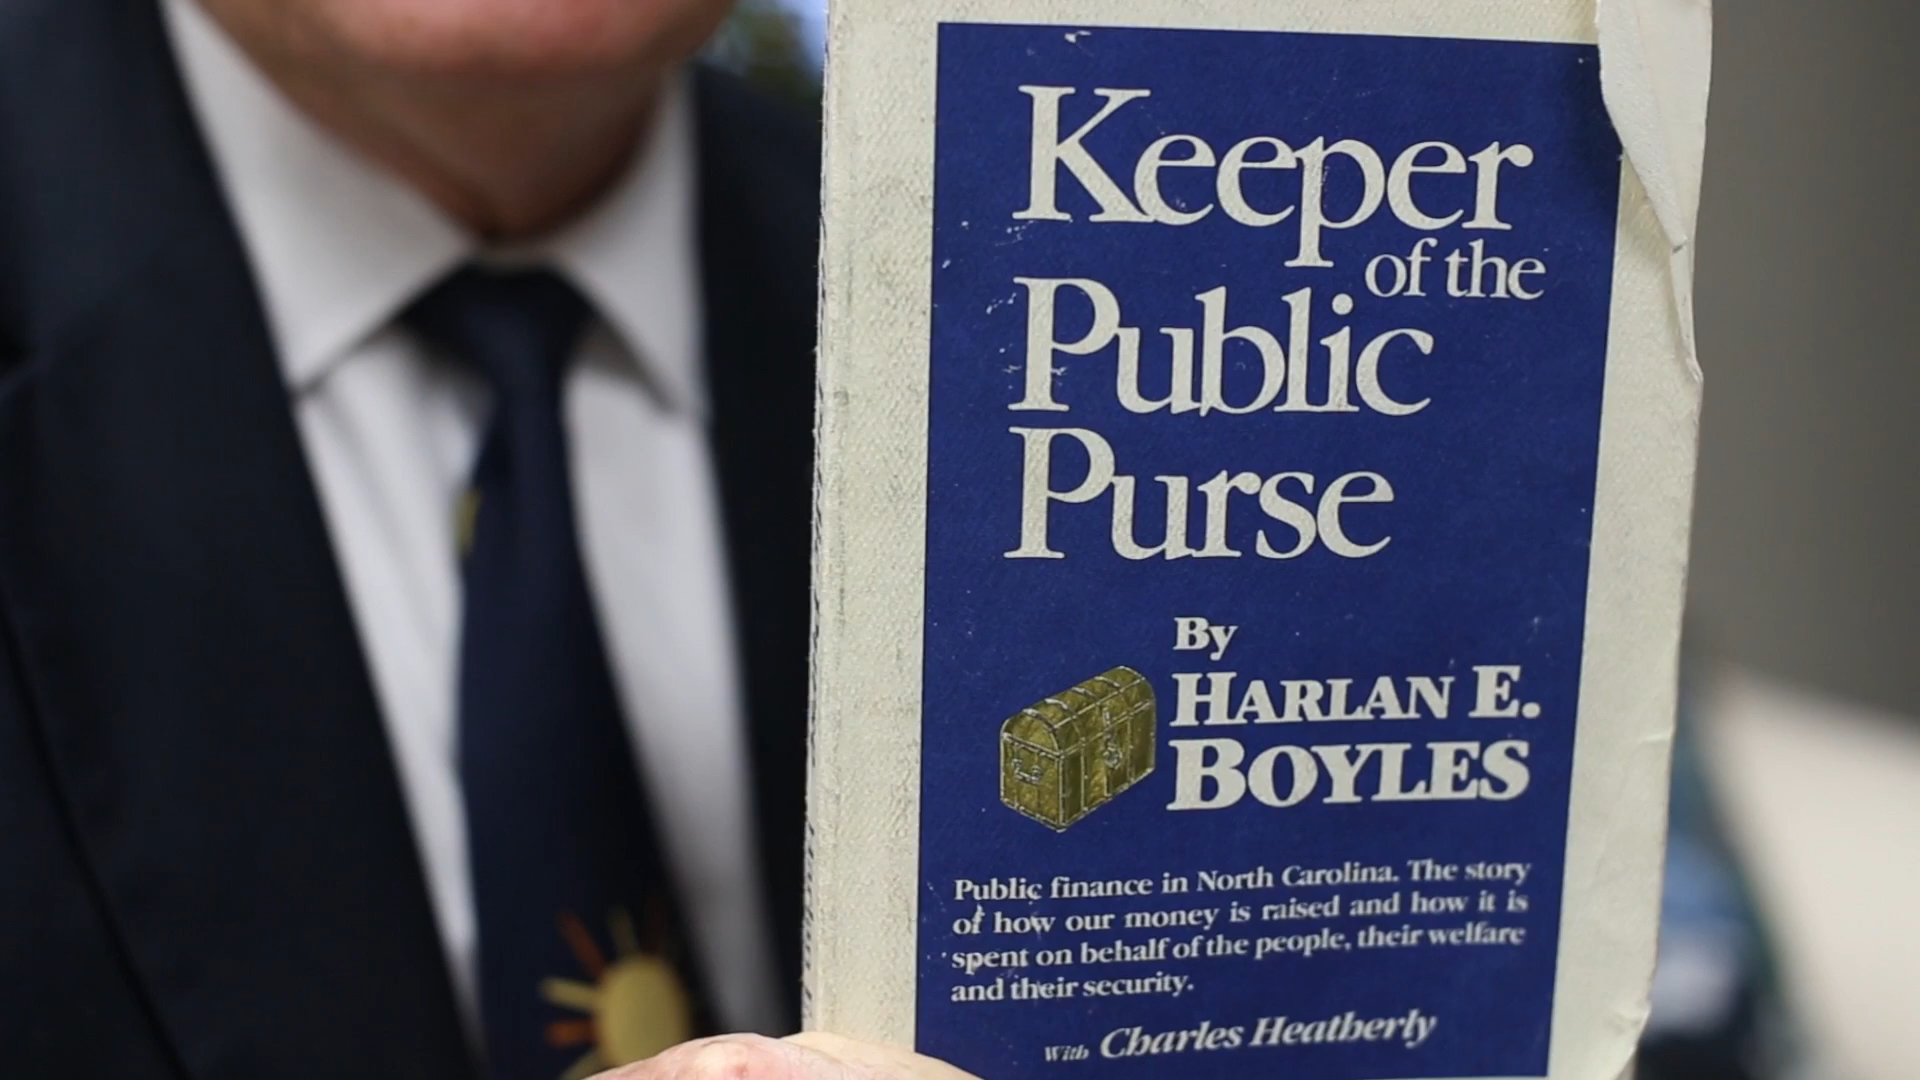 Keeper
of the
Public
Purse
By
HARLAN E.
BOYLES
Public finance in North Carolina. The story
of how our money is raised and how it is
spent on behalf of the people, their welfare
and their security.
With Charles Heatherly